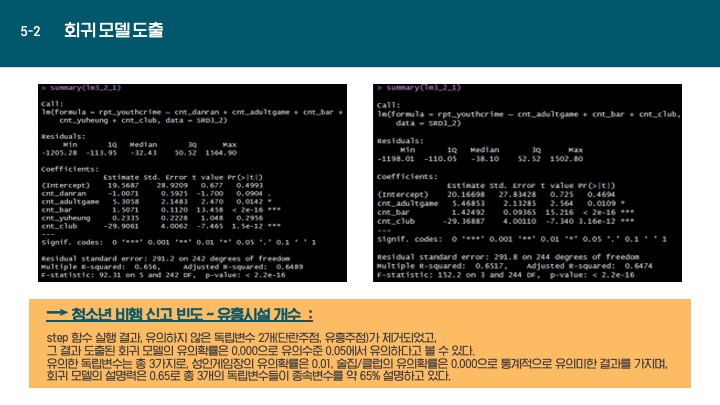 5-2 회귀 모델 도출
> summary(lm3_2_1)
Call:
lm(formula = rpt_youthcrime ~ cnt_danran + cnt_adultgame + cnt_bar +
cnt_yuheung + cnt_club, data = SRD3_2)
Residuals:
Min 1Q Median 3Q Max
-1205.28 -113.95 -32.43 50.52 1564.90
Coefficients:
Estimate Std. Error t value Pr(>|t|)
(Intercept) 19.5687 28.9209 0.677 0.4993
cnt_danran -1.0071 0.5925 -1.700 0.0904 .
cnt_adultgame 5.3058 2.1483 2.470 0.0142 *
cnt_bar 1.5071 0.1120 13.458 < 2e-16 ***
cnt_yuheung 0.2335 0.2228 1.048 0.2956
cnt_club -29.9061 4.0062 -7.465 1.5e-12 ***
---
Signif. codes: 0 '***' 0.001 '**' 0.01 '*' 0.05 '.' 0.1 ' ' 1
Residual standard error: 291.2 on 242 degrees of freedom
Multiple R-squared: 0.656, Adjusted R-squared: 0.6489
F-statistic: 92.31 on 5 and 242 DF, p-value: < 2.2e-16
> summary(lm3_2_1)
Call:
lm(formula = rpt_youthcrime ~ cnt_adultgame + cnt_bar + cnt_club,
data = SRD3_2)
Residuals:
Min 1Q Median 3Q Max
-1198.01 -110.05 -38.10 52.52 1502.80
Coefficients:
Estimate Std. Error t value Pr(>|t|)
(Intercept) 20.16698 27.83428 0.725 0.4694
cnt_adultgame 5.46853 2.13285 2.564 0.0109 *
cnt_bar 1.42492 0.09365 15.216 < 2e-16 ***
cnt_club -29.36887 4.00110 -7.340 3.16e-12 ***
---
Signif. codes: 0 '***' 0.001 '**' 0.01 '*' 0.05 '.' 0.1 ' ' 1
Residual standard error: 291.8 on 244 degrees of freedom
Multiple R-squared: 0.6517, Adjusted R-squared: 0.6474
F-statistic: 152.2 on 3 and 244 DF, p-value: < 2.2e-16
→ 청소년 비행 신고 빈도 ~ 유흥시설 개수 :
step 함수 실행 결과, 유의하지 않은 독립변수 2개(단란주점, 유흥주점)가 제거되었고,
그 결과 도출된 회귀 모델의 유의확률은 0.000으로 유의수준 0.05에서 유의하다고 볼 수 있다.
유의한 독립변수는 총 3가지로, 성인게임장의 유의확률은 0.01, 술집/클럽의 유의확률은 0.000으로 통계적으로 유의미한 결과를 가지며,
회귀 모델의 설명력은 0.65로 총 3개의 독립변수들이 종속변수를 약 65% 설명하고 있다.